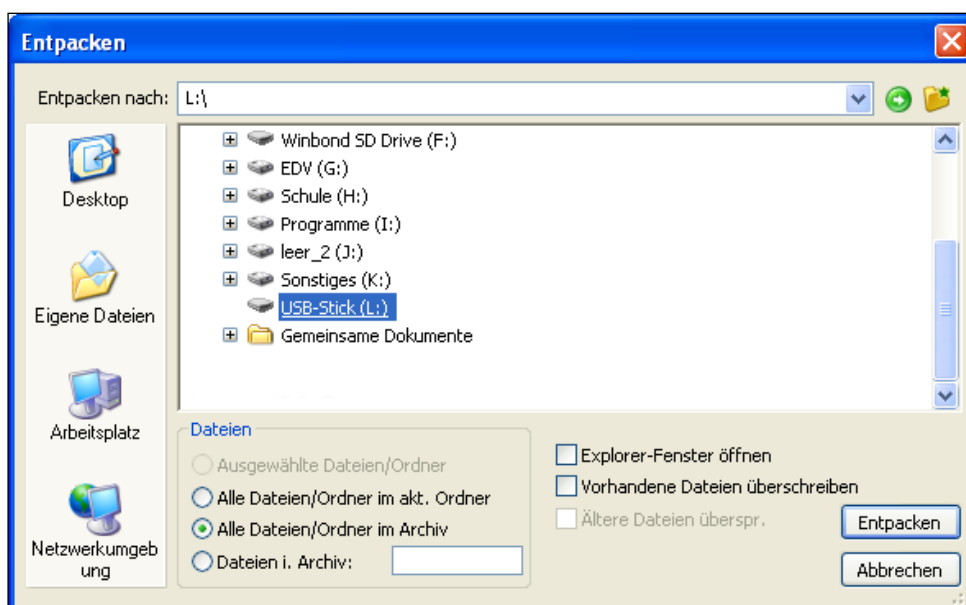 Entpacken
Entpacken nach:
L:\
Desktop
Eigene Dateien
Arbeitsplatz
Netzwerkumgeb
ung
Winbond SD Drive (F:)
EDV (G:)
Schule (H:)
Programme (I:)
leer_2 (J:)
Sonstiges (K:)
USB-Stick (L:)
Gemeinsame Dokumente
Dateien
Ausgewählte Dateien/Ordner
Alle Dateien/Ordner im akt. Ordner
Alle Dateien/Ordner im Archiv
Dateien i. Archiv:
Explorer-Fenster öffnen
Vorhandene Dateien überschreiben
Ältere Dateien überspr.
Entpacken
Abbrechen